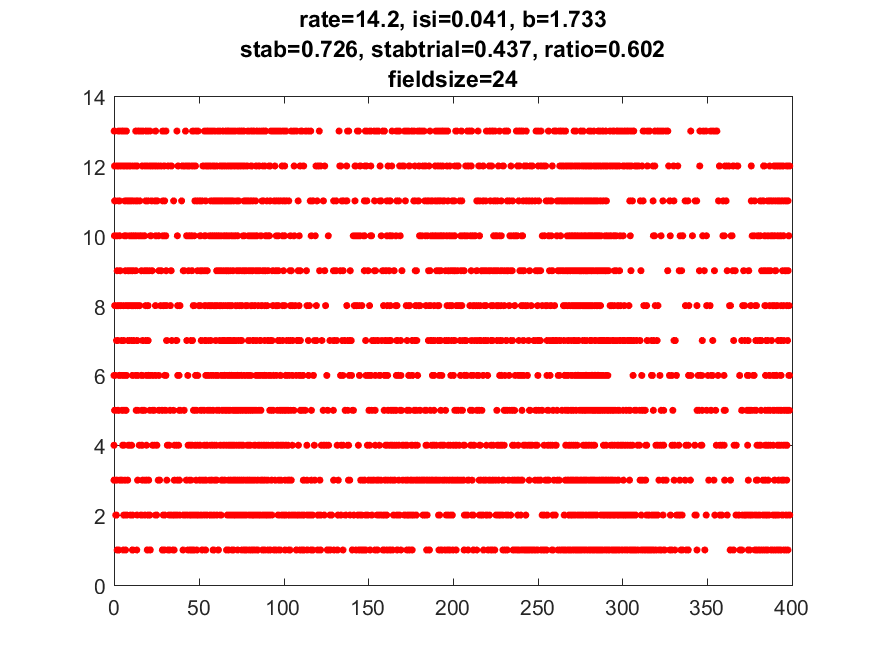 rate=14.2, isi=0.041, b=1.733
stab=0.726, stabtrial=0.437, ratio=0.602
fieldsize=24
14
12
10
8
6
4
2
0
0 50 100 150 200 250 300 350 400